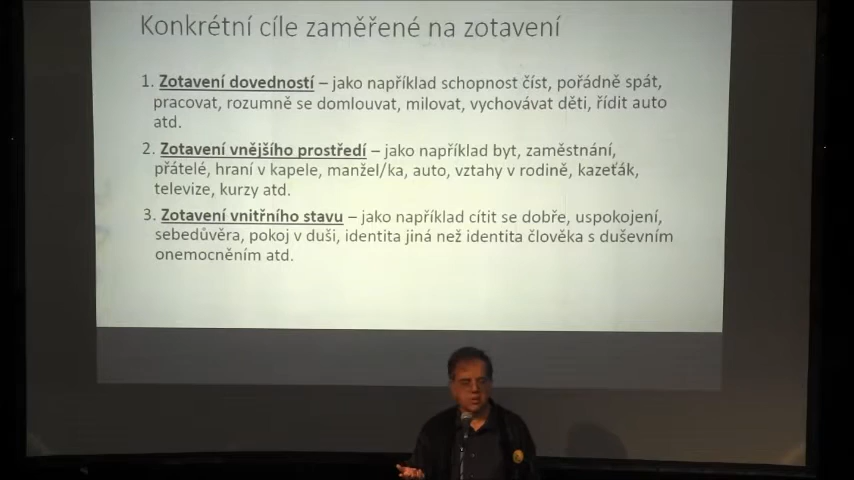 Konkrétní cíle zaměřené na zotavení
1. Zotavení dovedností – jako například schopnost číst, pořádně spát,
pracovat, rozumně se domlouvat, milovat, vychovávat děti, řídit auto
atd.
2. Zotavení vnějšího prostředí – jako například byt, zaměstnání,
přátelé, hraní v kapele, manžel/ka, auto, vztahy v rodině, kazeťák,
televize, kurzy atd.
3. Zotavení vnitřního stavu – jako například cítit se dobře, uspokojení,
sebedůvěra, pokoj v duši, identita jiná než identita člověka s duševním
onemocněním atd.